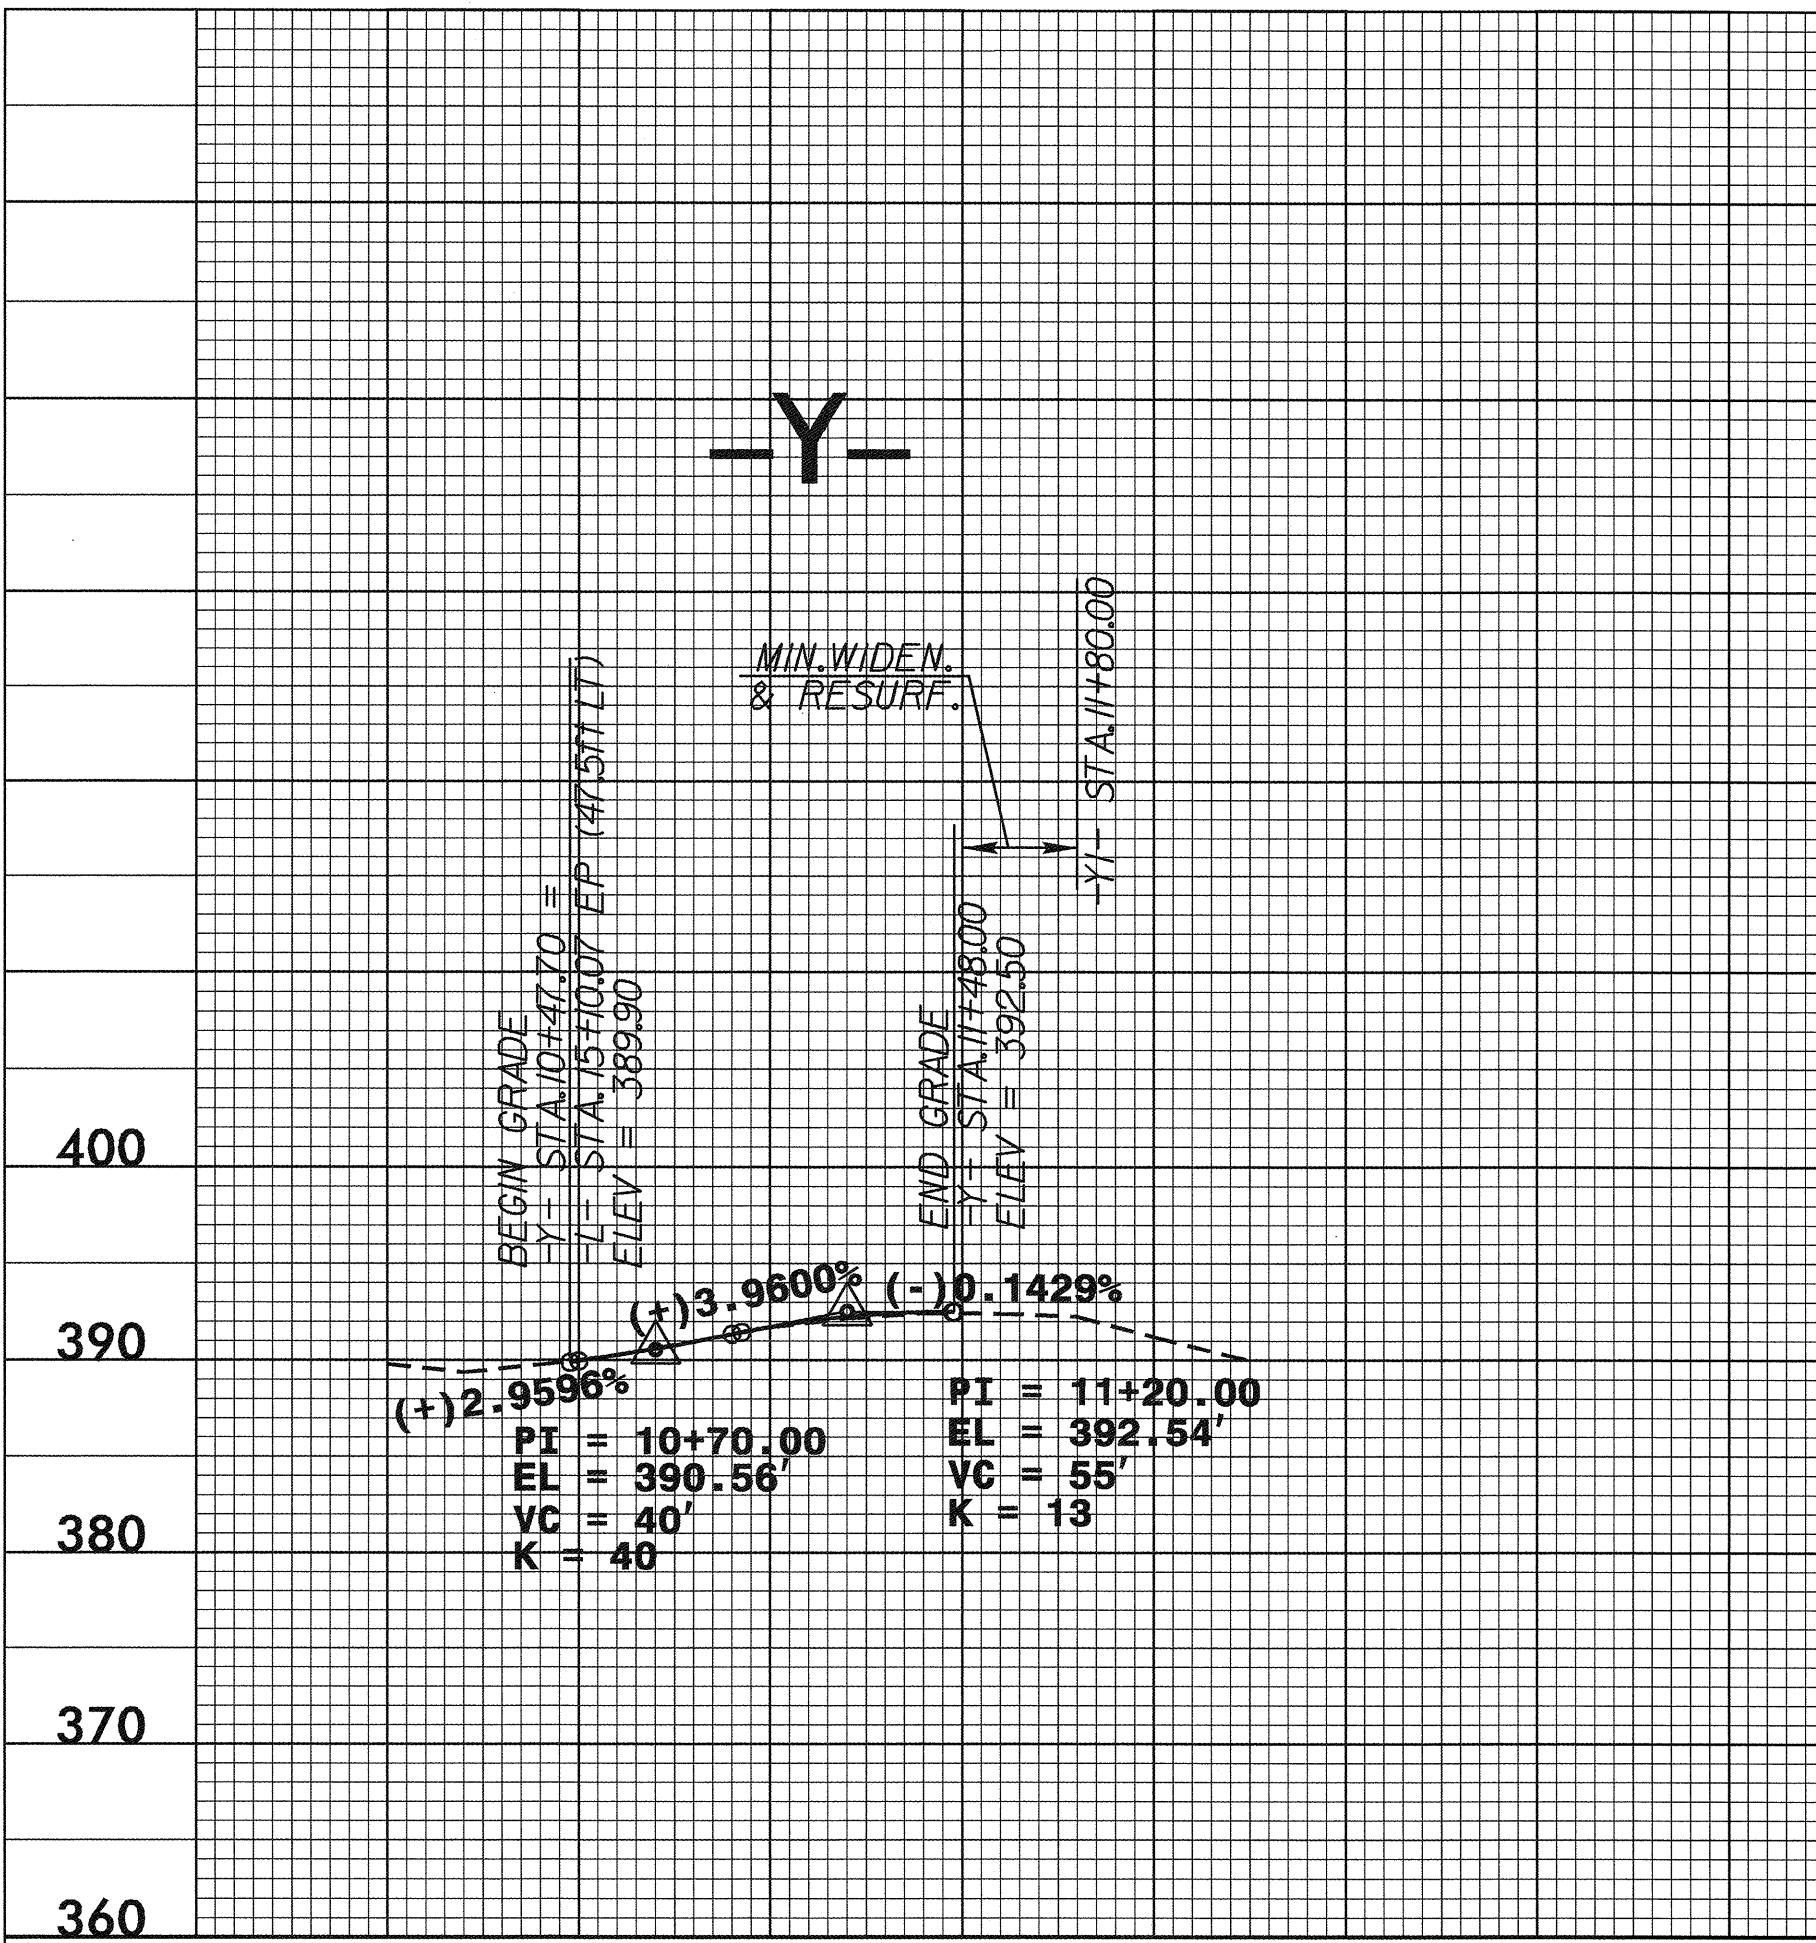 -Y-
MIN. WIDEN.
& RESURF.
-Y1- STA. 11+80.00
BEGIN GRADE
-Y- STA. 10+47.70 =
-L- STA. 15+10.07 EP (47.5ft LT)
ELEV = 389.90
END GRADE
-Y- STA. 11+48.00
ELEV = 392.50
400
390
380
370
360
(+)2.9596%
(+)3.9600%
(-)0.1429%
PI = 10+70.00
EL = 390.56'
VC = 40'
K = 40
PI = 11+20.00
EL = 392.54'
VC = 55'
K = 13